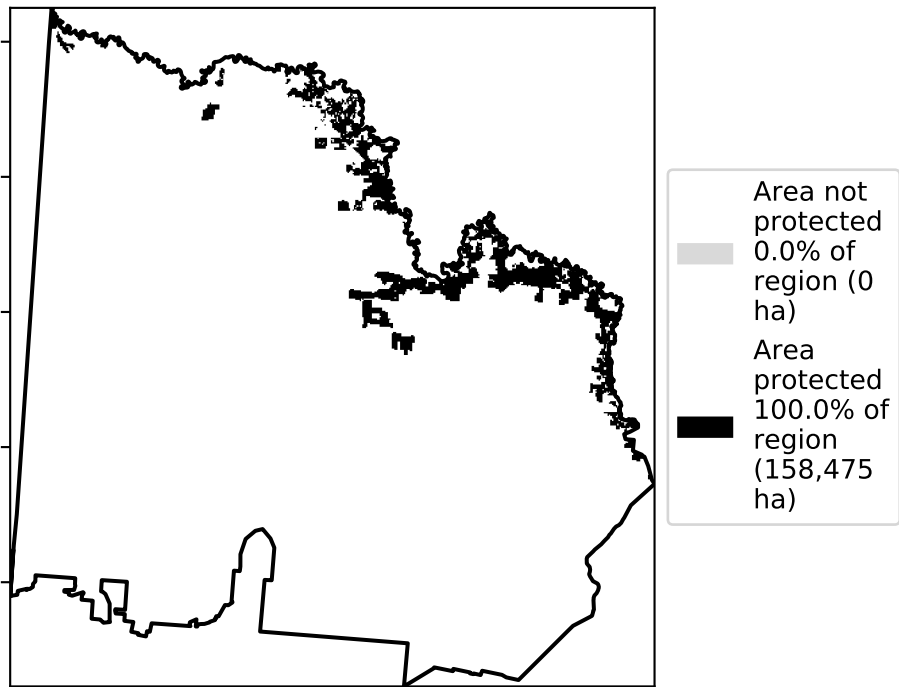 Area not
protected
0.0% of
region (0
ha)
Area
protected
100.0% of
region
(158,475
ha)